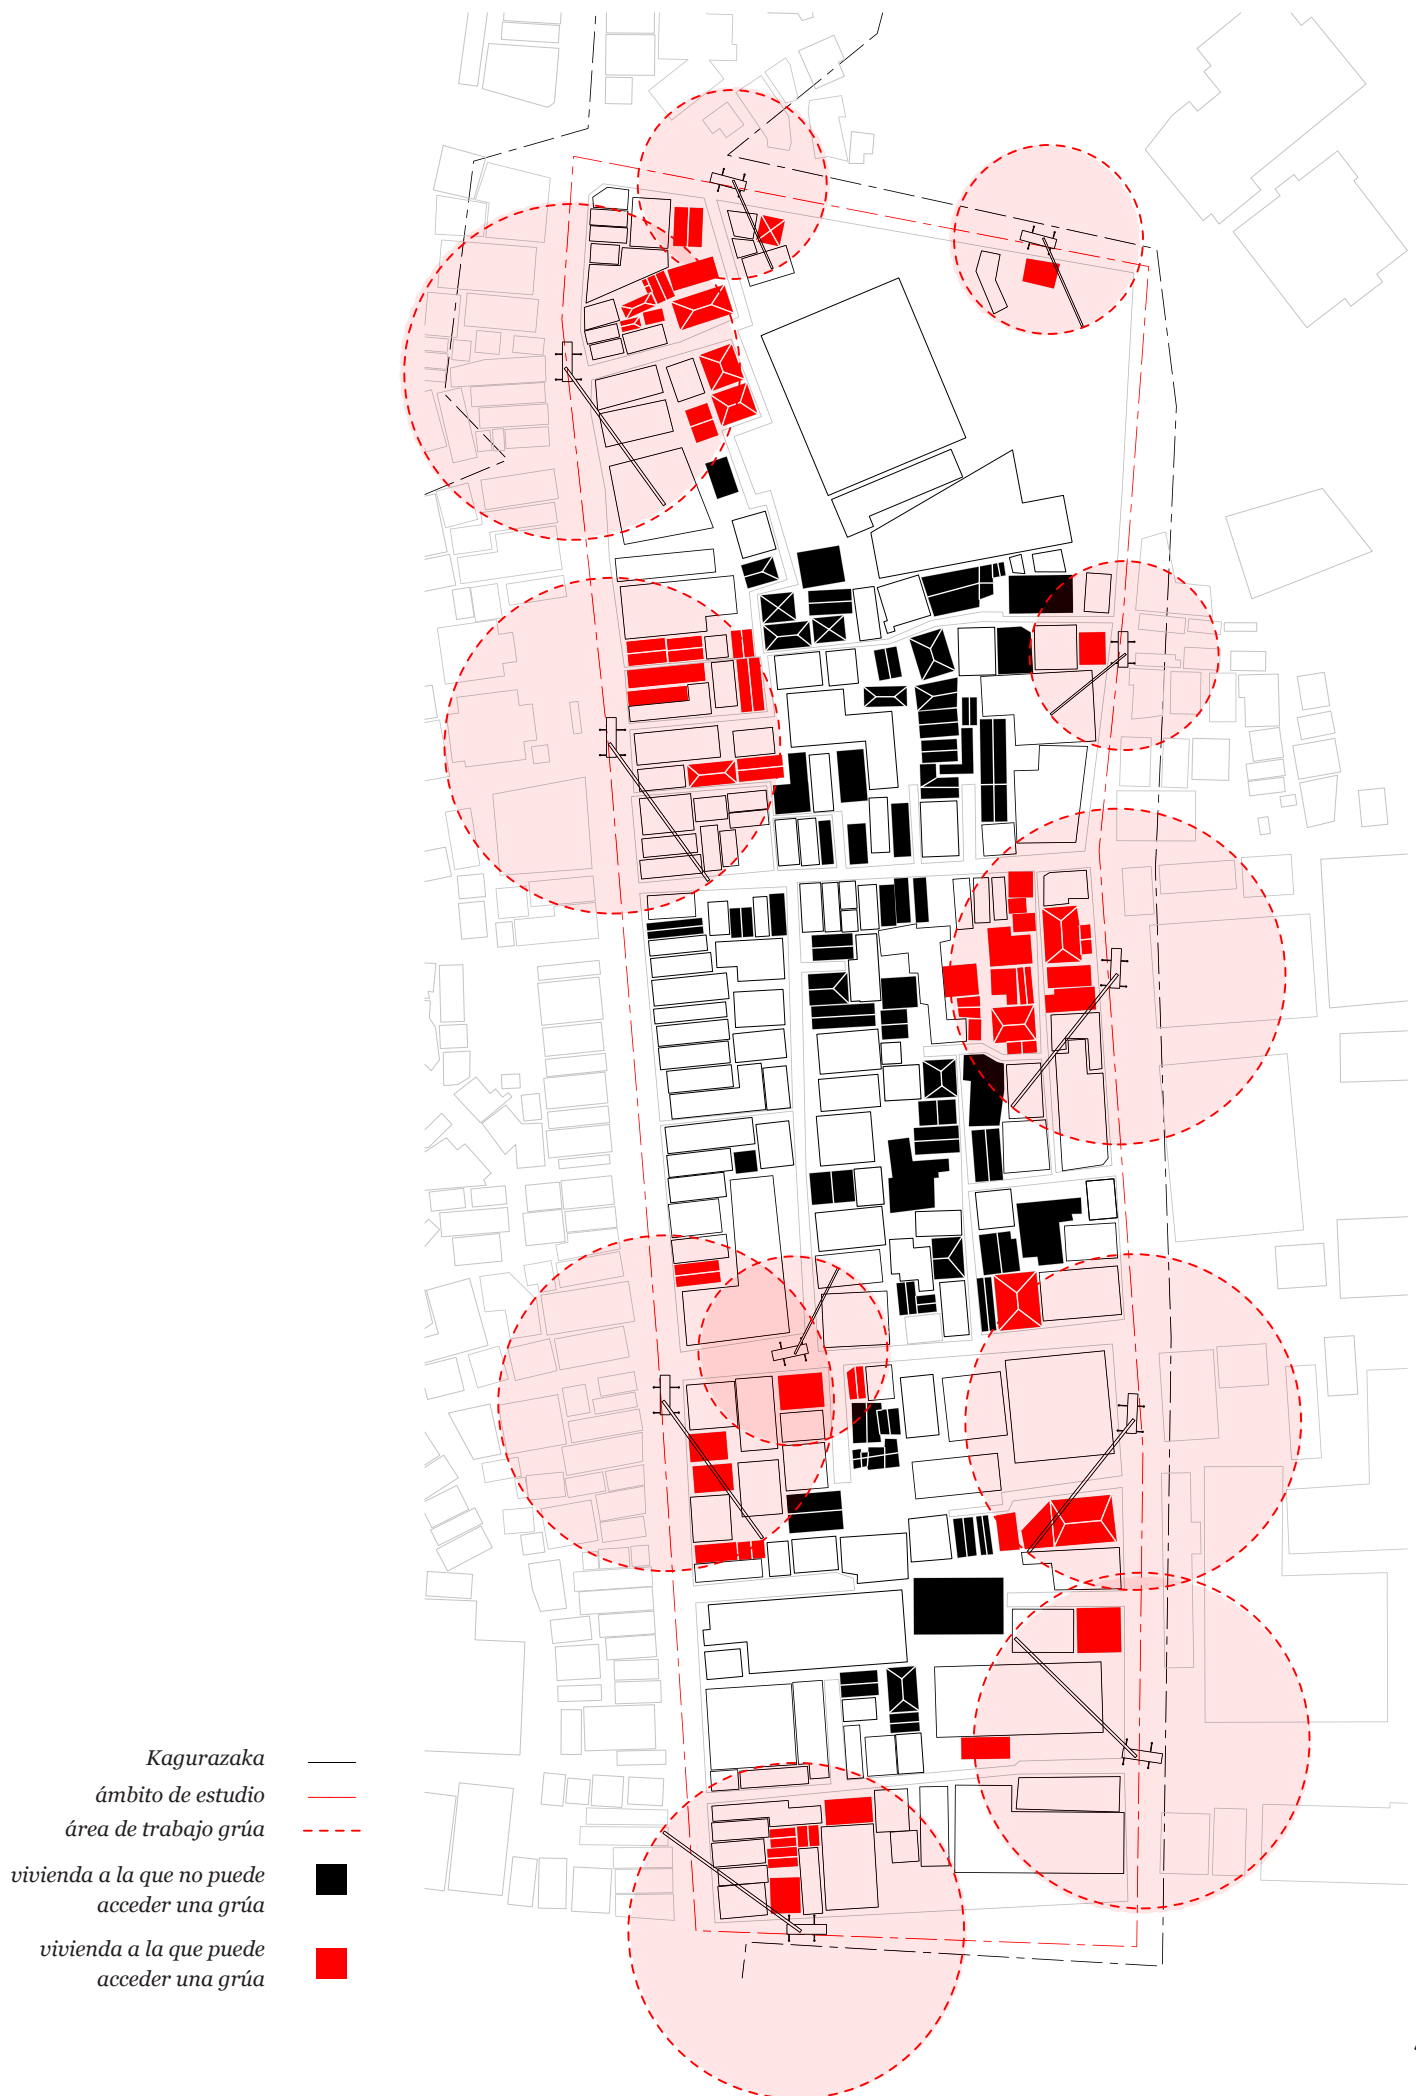 Kagurazaka
ámbito de estudio
área de trabajo grúa
vivienda a la que no puede
acceder una grúa
vivienda a la que puede
acceder una grúa